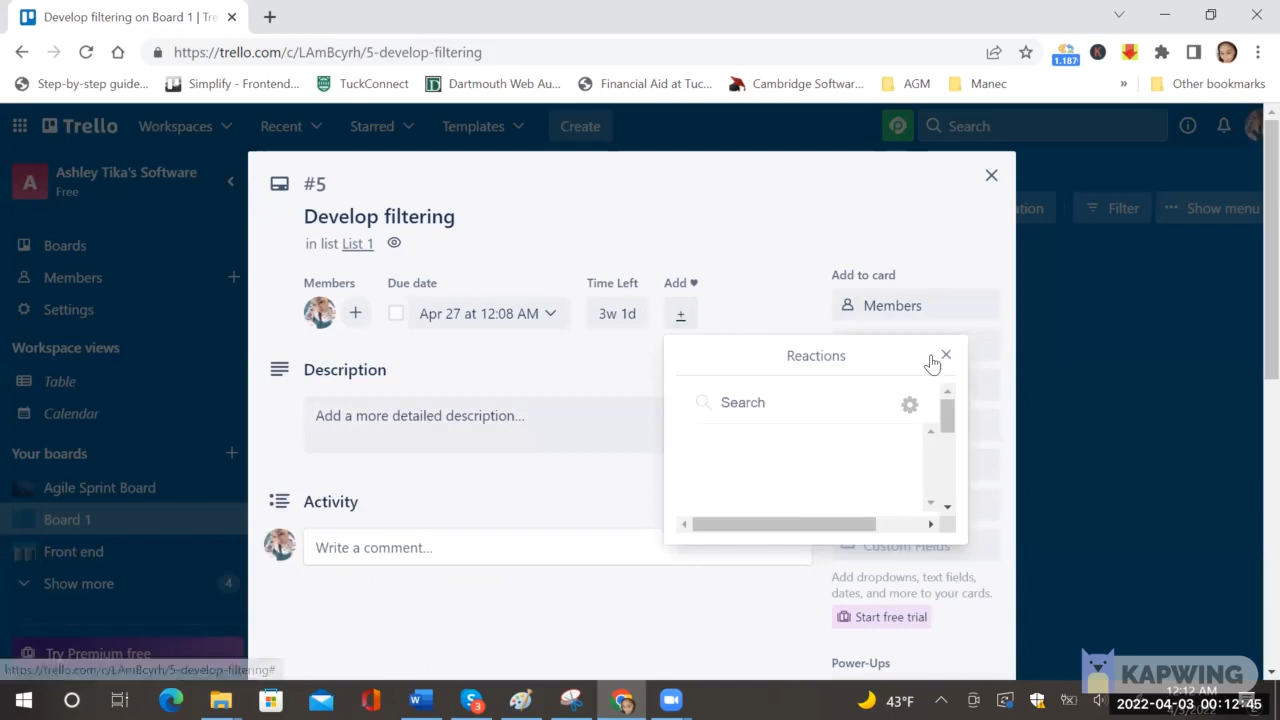 Develop filtering on Board 1 | Tre
https://trello.com/c/LAmBcyrh/5-develop-filtering
1.187
K
Step-by-step guide...
Simplify - Frontend...
TuckConnect
Dartmouth Web Au...
Financial Aid at Tuc...
Cambridge Softwar...
AGM
Manec
»
Other bookmarks
Trello
Workspaces
Recent
Starred
Templates
Create
Search
A
Ashley Tika's Software
Free
Boards
Members
Settings
Workspace views
Table
Calendar
Your boards
Agile Sprint Board
Board 1
Front end
Show more
4
Try Premium free
https://trello.com/c/LAmBcyrh/5-develop-filtering#
ation
Filter
Show menu
#5
Develop filtering
in list List 1
Members
Due date
Time Left
Add ♥
Apr 27 at 12:08 AM
3w 1d
+
Description
Add a more detailed description...
Activity
Write a comment...
Add to card
Members
Reactions
Search
Custom Fields
Add dropdowns, text fields,
dates, and more to your cards.
Start free trial
Power-Ups
KAPWING
3
43°F
12:12 AM
2022-04-03 00:12:45